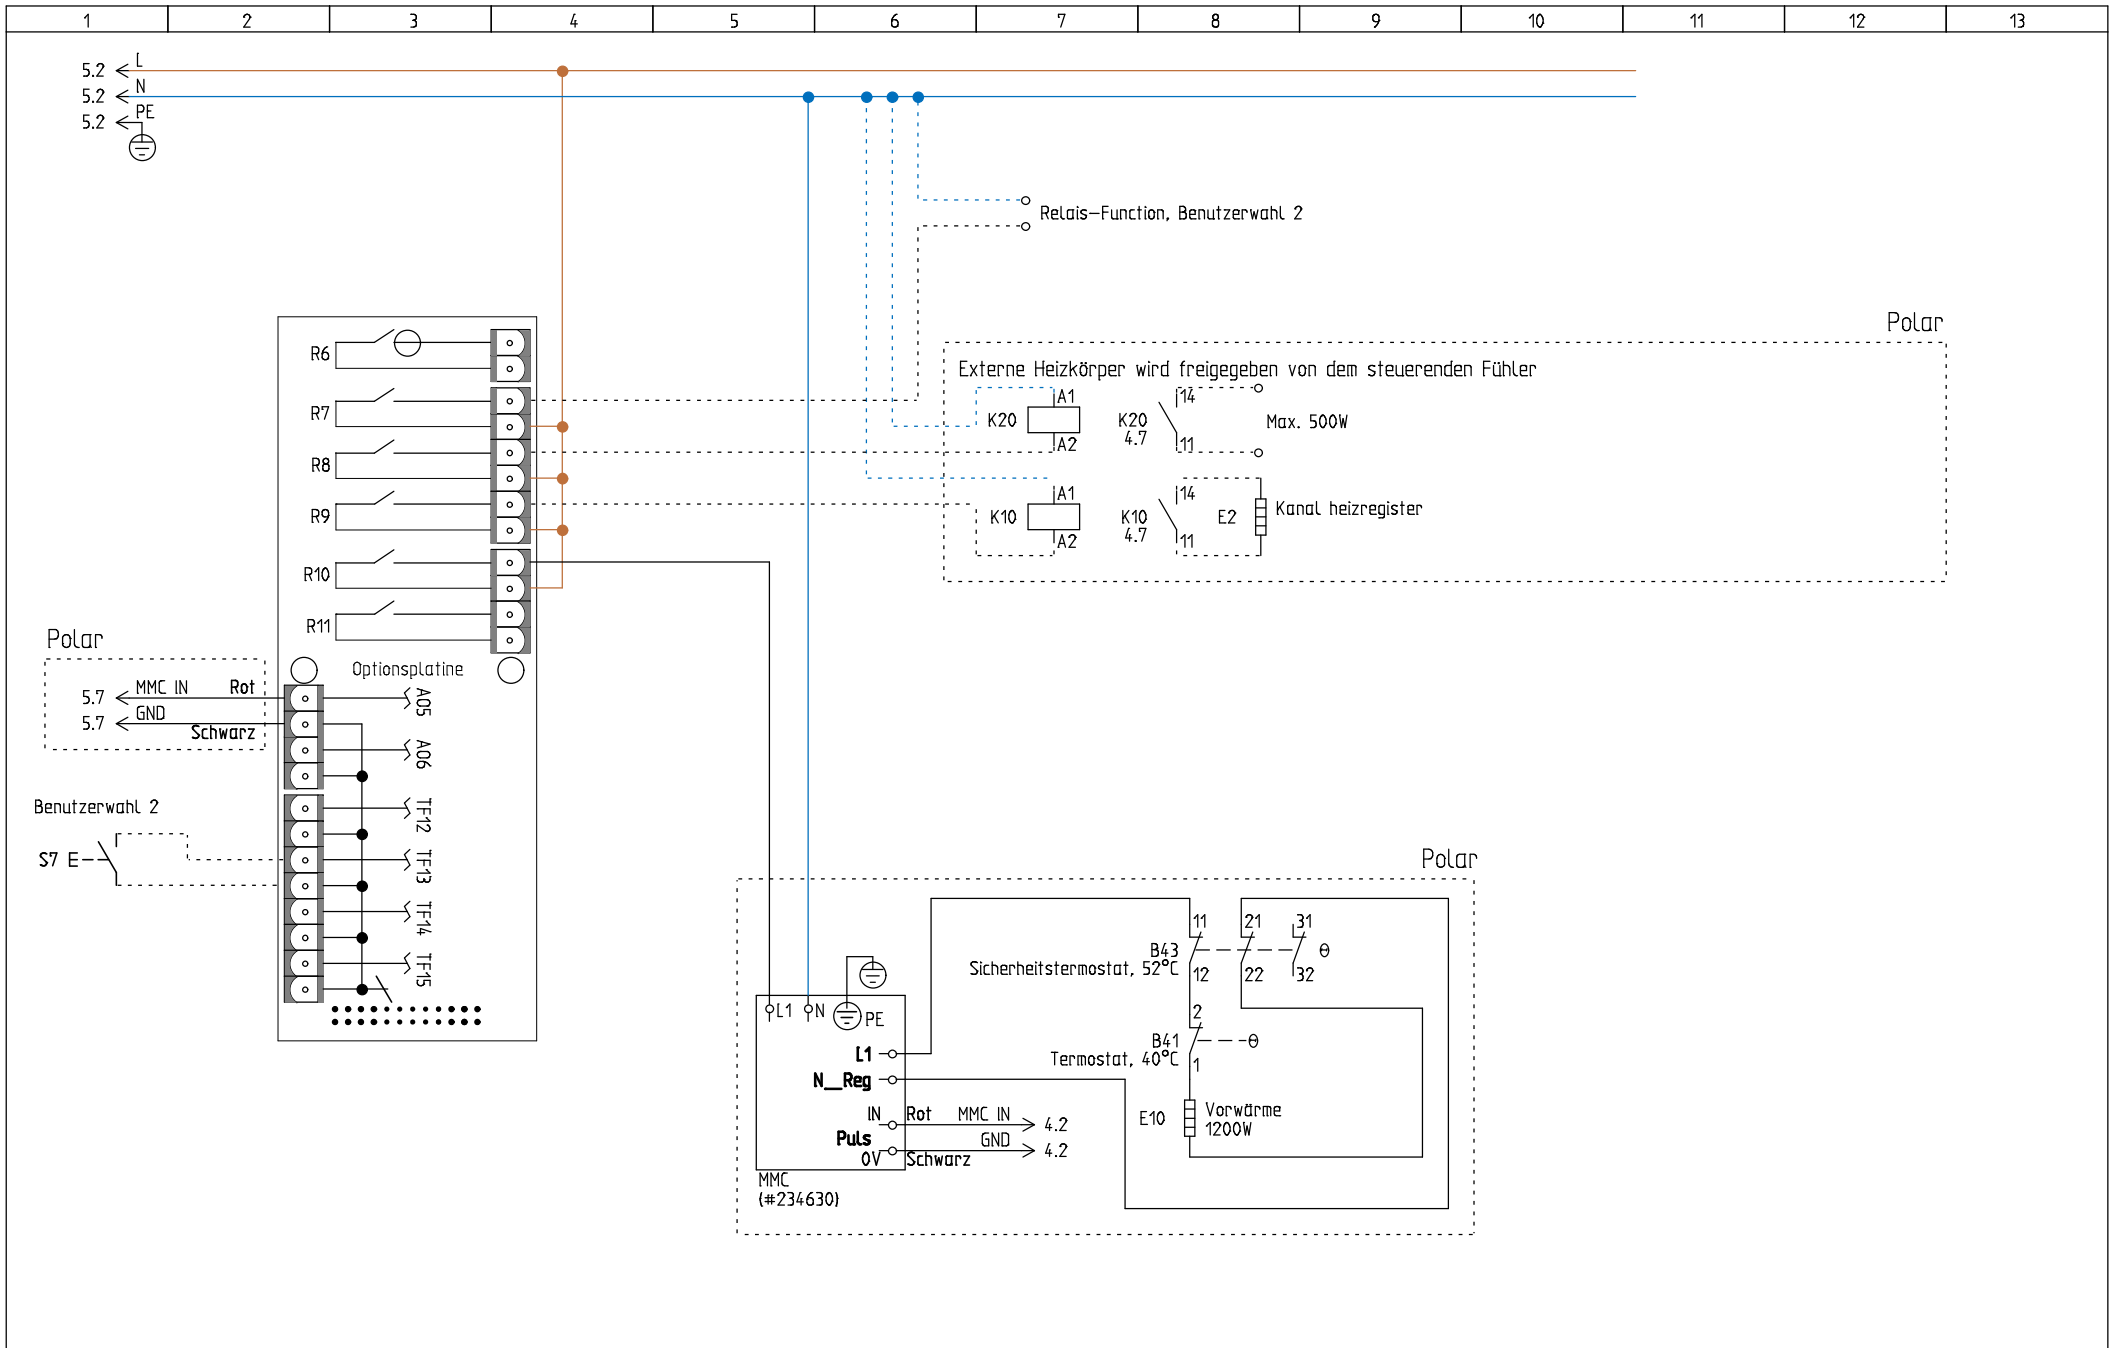 1 2 3 4 5 6 7 8 9 10 11 12 13
5.2 L
5.2 N
5.2 PE
Relais-Function, Benutzerwahl 2
Polar
Externe Heizkörper wird freigegeben von dem steuerenden Fühler
R6
R7
R8
R9
R10
R11
K20
A1
A2
K20
4.7
14
11
Max. 500W
K10
A1
A2
K10
4.7
14
11
E2
Kanal heizregister
Polar
5.7 MMC IN Rot
5.7 GND
Schwarz
Optionsplatine
A05
A06
TF12
TF13
TF14
TF15
Benutzerwahl 2
S7 E
Polar
B43
Sicherheitstermostat, 52°C
11
12
21
22
31
32
θ
B41
Termostat, 40°C
2
1
θ
E10
Vorwärme
1200W
L1 N PE
L1
N_Reg
IN Rot MMC IN 4.2
Puls
GND 4.2
0V Schwarz
MMC
(#234630)